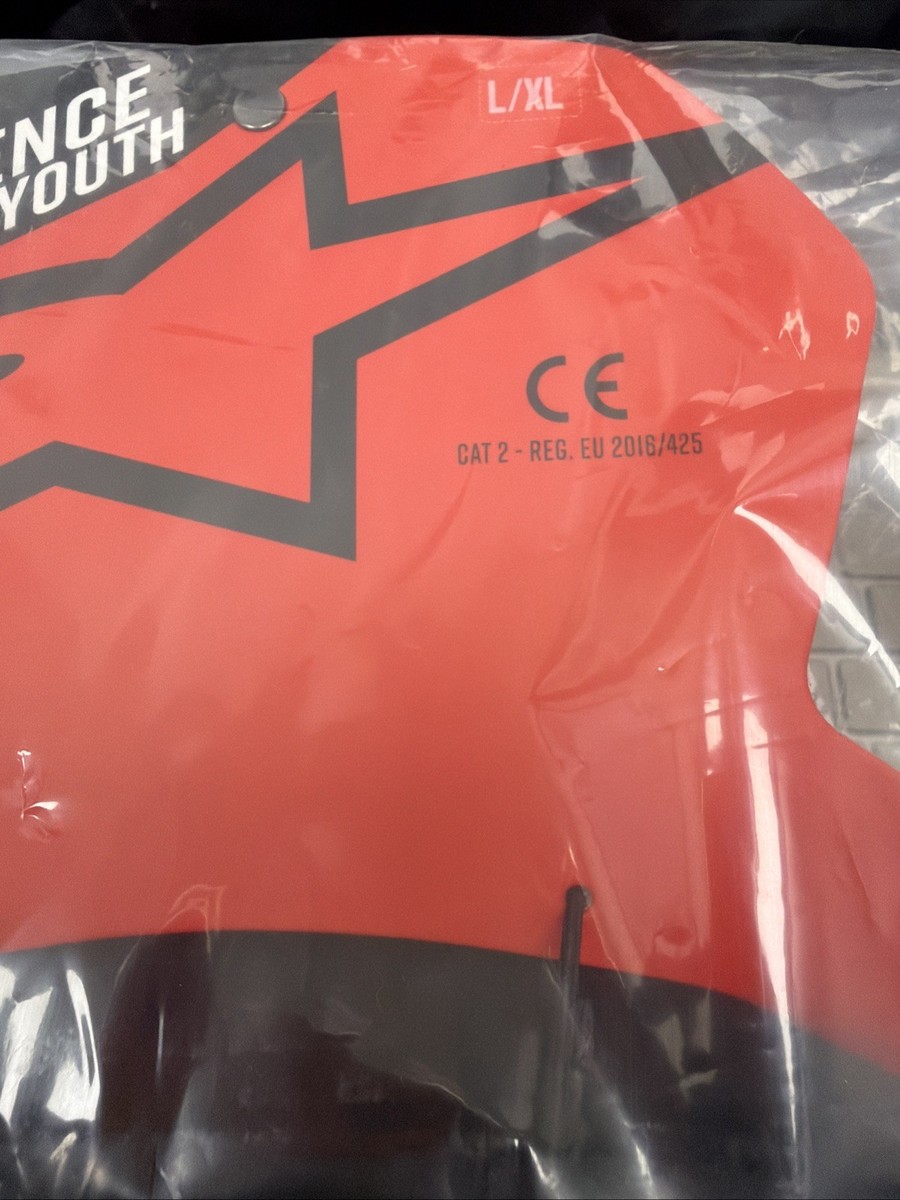 L/XL
ENCE
YOUTH
CE
CAT 2 - REG. EU 2016/425